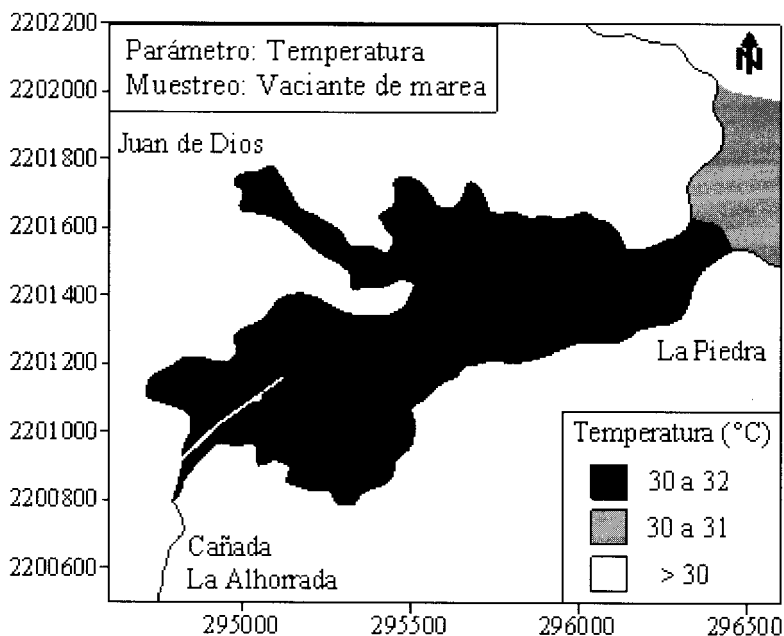 2202200
Parámetro: Temperatura
Muestreo: Vaciante de marea
N
2202000
Juan de Dios
2201800
2201600
2201400
La Piedra
2201200
2201000
Temperatura (°C)
30 a 32
2200800
30 a 31
Cañada
La Alhorrada
2200600
> 30
295000
295500
296000
296500